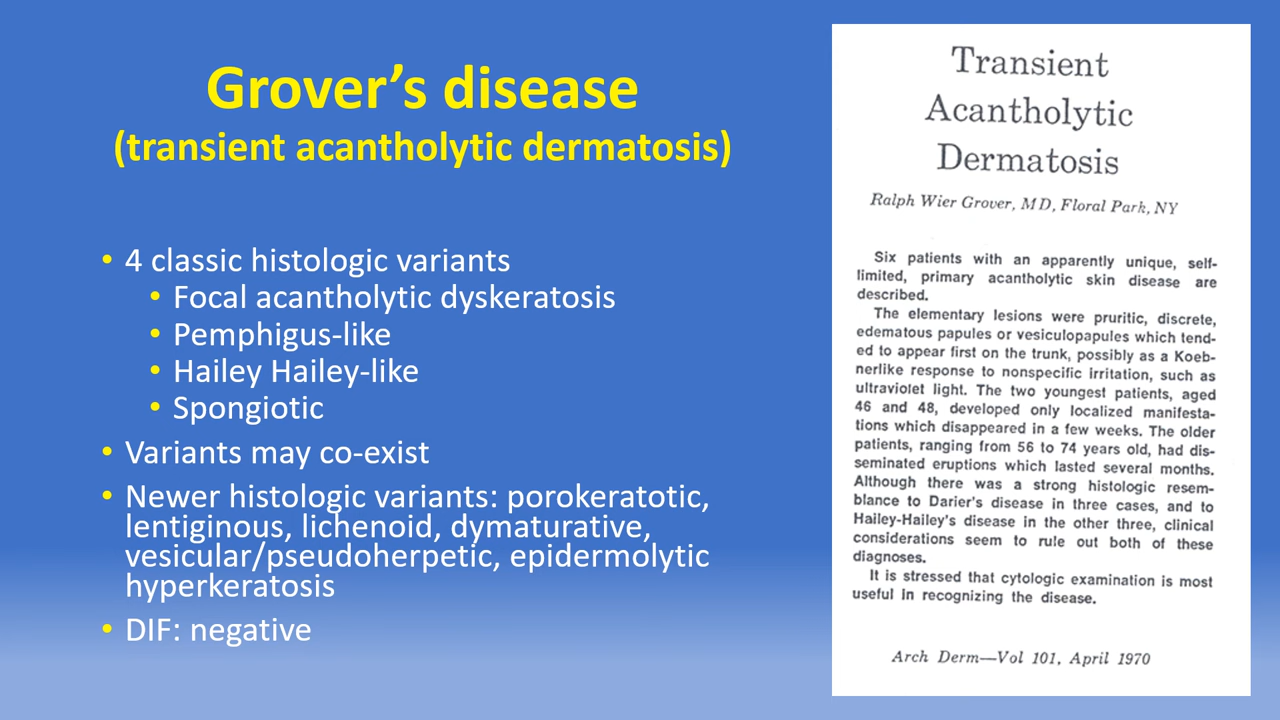 Grover’s disease
(transient acantholytic dermatosis)
• 4 classic histologic variants
• Focal acantholytic dyskeratosis
• Pemphigus-like
• Hailey Hailey-like
• Spongiotic
• Variants may co-exist
• Newer histologic variants: porokeratotic,
lentiginous, lichenoid, dymaturative,
vesicular/pseudoherpetic, epidermolytic
hyperkeratosis
• DIF: negative
Transient
Acantholytic
Dermatosis
Ralph Wier Grover, MD, Floral Park, NY
Six patients with an apparently unique, self-
limited, primary acantholytic skin disease are
described.
The elementary lesions were pruritic, discrete,
edematous papules or vesiculopapules which tend-
ed to appear first on the trunk, possibly as a Koeb-
nerlike response to nonspecific irritation, such as
ultraviolet light. The two youngest patients, aged
46 and 48, developed only localized manifesta-
tions which disappeared in a few weeks. The older
patients, ranging from 56 to 74 years old, had dis-
seminated eruptions which lasted several months.
Although there was a strong histologic resem-
blance to Darier's disease in three cases, and to
Hailey-Hailey's disease in the other three, clinical
considerations seem to rule out both of these
diagnoses.
It is stressed that cytologic examination is most
useful in recognizing the disease.
Arch Derm—Vol 101, April 1970